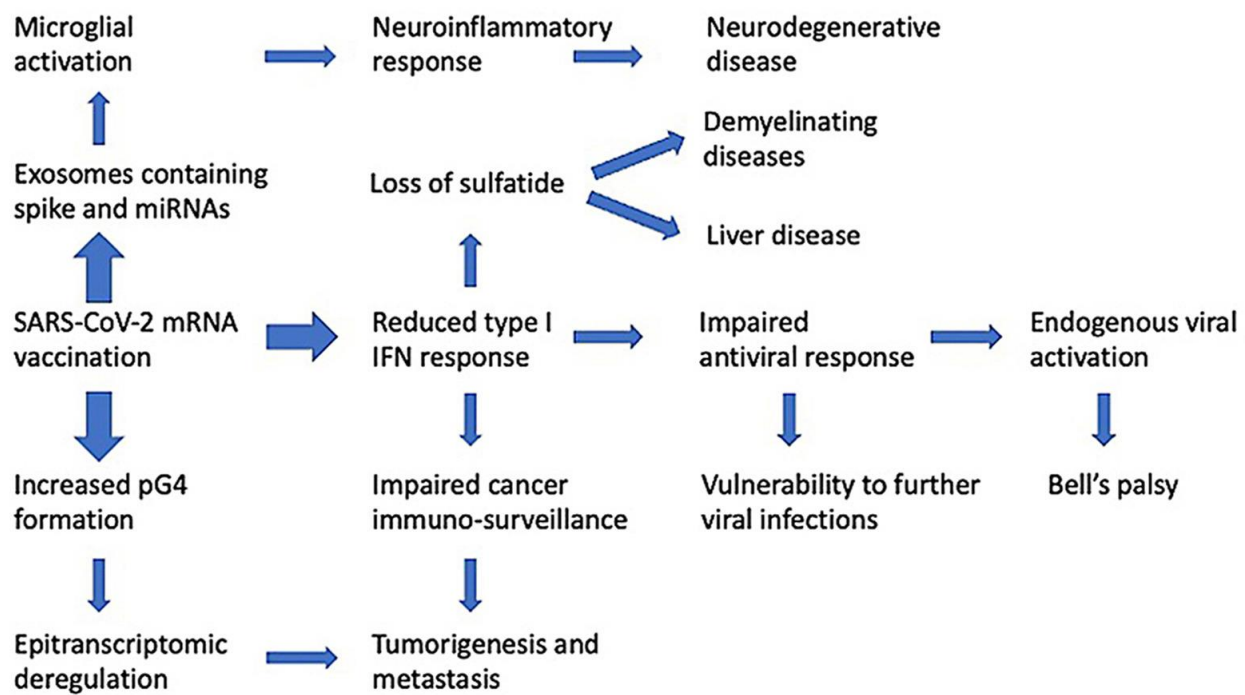 Microglial
activation
Neuroinflammatory
response
Neurodegenerative
disease
Demyelinating
diseases
Exosomes containing
spike and miRNAs
Loss of sulfatide
Liver disease
SARS-CoV-2 mRNA
vaccination
Reduced type I
IFN response
Impaired
antiviral response
Endogenous viral
activation
Increased pG4
formation
Impaired cancer
immuno-surveillance
Vulnerability to further
viral infections
Bell’s palsy
Epitranscriptomic
deregulation
Tumorigenesis and
metastasis